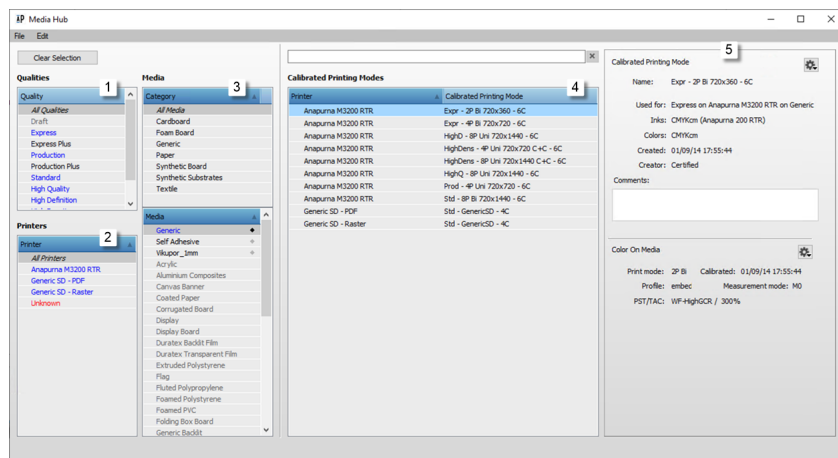 Media Hub
File Edit
Clear Selection
Qualities
1
Quality
All Qualities
Draft
Express
Express Plus
Production
Production Plus
Standard
High Quality
High Definition
Printers
2
Printer
All Printers
Anapurna M3200 RTR
Generic SD - PDF
Generic SD - Raster
Unknown
Media
3
Category
All Media
Cardboard
Foam Board
Generic
Paper
Synthetic Board
Synthetic Substrates
Textile
Media
Generic
Self Adhesive
Vikupor_1mm
Acrylic
Aluminium Composites
Canvas Banner
Coated Paper
Corrugated Board
Display
Display Board
Duratex Backlit Film
Duratex Transparent Film
Extruded Polystyrene
Flag
Fluted Polypropylene
Foamed Polystyrene
Foamed PVC
Folding Box Board
Generic Backlit
Calibrated Printing Modes
4
Printer Calibrated Printing Mode
Anapurna M3200 RTR Expr - 2P Bi 720x360 - 6C
Anapurna M3200 RTR Expr - 4P Bi 720x720 - 6C
Anapurna M3200 RTR HighD - 8P Uni 720x1440 - 6C
Anapurna M3200 RTR HighDens - 4P Uni 720x720 C+C - 6C
Anapurna M3200 RTR HighDens - 8P Uni 720x1440 C+C - 6C
Anapurna M3200 RTR HighQ - 8P Uni 720x1440 - 6C
Anapurna M3200 RTR Prod - 4P Uni 720x720 - 6C
Anapurna M3200 RTR Std - 8P Bi 720x1440 - 6C
Generic SD - PDF Std - GenericSD - 4C
Generic SD - Raster Std - GenericSD - 4C
5
Calibrated Printing Mode
Name: Expr - 2P Bi 720x360 - 6C
Used for: Express on Anapurna M3200 RTR on Generic
Inks: CMYKcm (Anapurna 200 RTR)
Colors: CMYKcm
Created: 01/09/14 17:55:44
Creator: Certified
Comments:
Color On Media
Print mode: 2P Bi Calibrated: 01/09/14 17:55:44
Profile: embec Measurement mode: M0
PST/TAC: WF-HighGCR / 300%